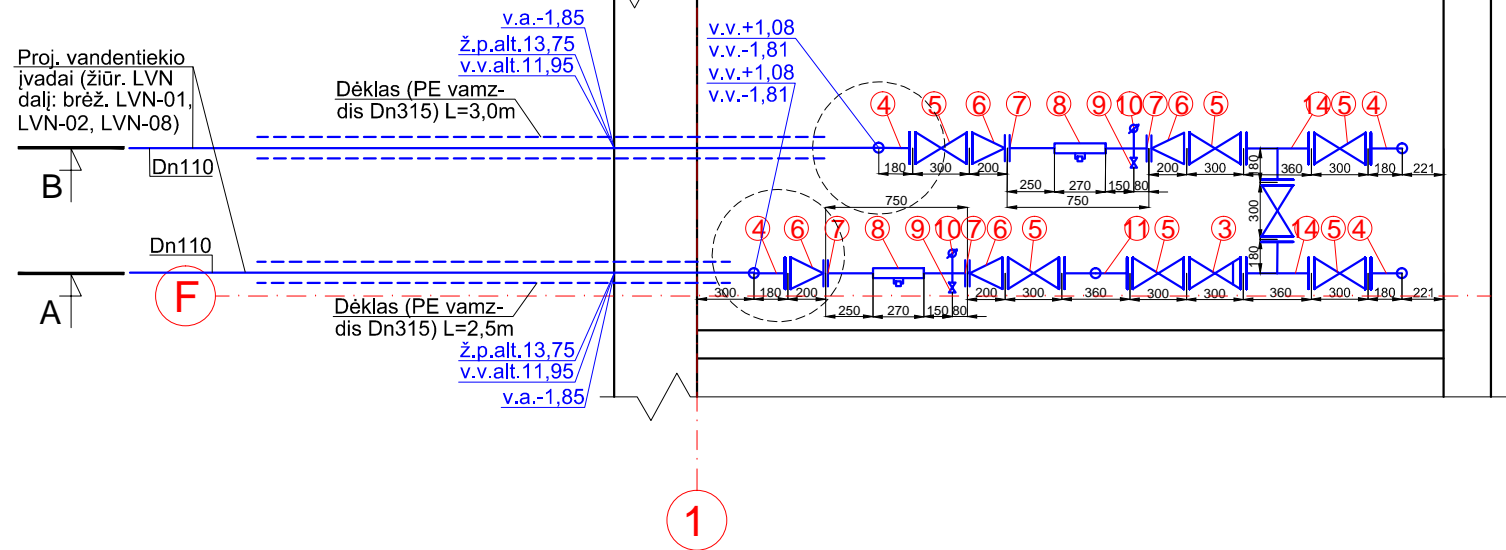 v.a.-1,85
ž.p.alt.13,75
v.v.alt.11,95
v.v.+1,08
v.v.-1,81
v.v.+1,08
v.v.-1,81
Proj. vandentiekio
įvadai (žiūr. LVN
dalį: brėž. LVN-01,
LVN-02, LVN-08)
Dėklas (PE vamz-
dis Dn315) L=3,0m
4 5 6 7 8 9 10 7 6 5 14 5 4
B
Dn110
180 300 200 250 270 150 80 200 300 360 300 180 221
750 750
180
300
180
4 6 7 8 9 10 7 6 5 11 5 3 14 5 4
Dn110
A
F
300 180 200 250 270 150 80 200 300 360 300 300 360 300 180 221
Dėklas (PE vamz-
dis Dn315) L=2,5m
ž.p.alt.13,75
v.v.alt.11,95
v.a.-1,85
1